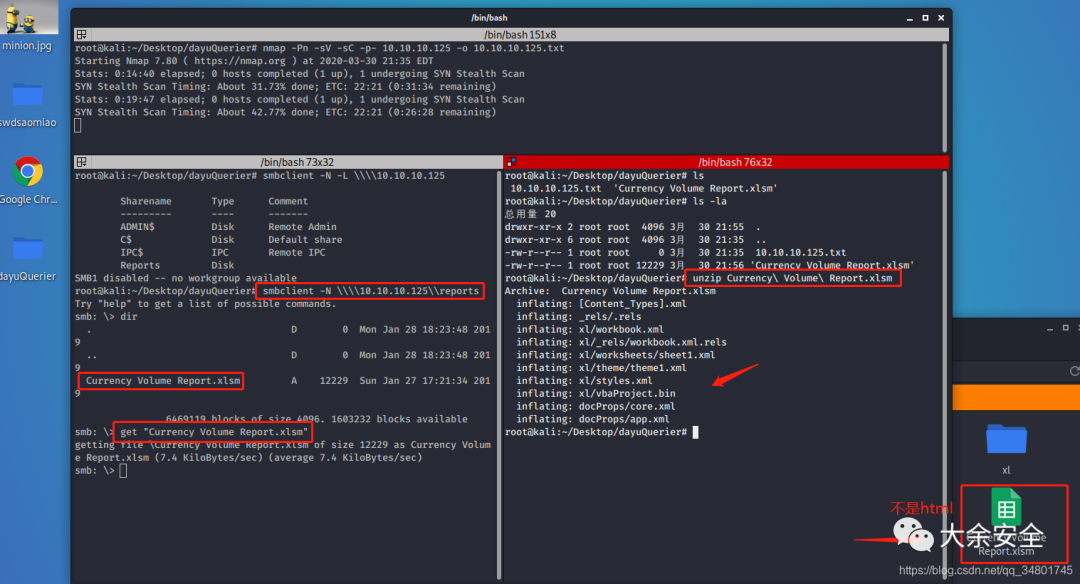 minion.jpg
swdsaomiao
Google Chr...
dayuQuerier
/bin/bash
/bin/bash 151x8
root@kali:~/Desktop/dayuQuerier# nmap -Pn -sV -sC -p- 10.10.10.125 -o 10.10.10.125.txt
Starting Nmap 7.80 ( https://nmap.org ) at 2020-03-30 21:35 EDT
Stats: 0:14:40 elapsed; 0 hosts completed (1 up), 1 undergoing SYN Stealth Scan
SYN Stealth Scan Timing: About 31.73% done; ETC: 22:21 (0:31:34 remaining)
Stats: 0:19:47 elapsed; 0 hosts completed (1 up), 1 undergoing SYN Stealth Scan
SYN Stealth Scan Timing: About 42.77% done; ETC: 22:21 (0:26:28 remaining)
/bin/bash 73x32
root@kali:~/Desktop/dayuQuerier# smbclient -N -L \\\\10.10.10.125
Sharename Type Comment
--------- ---- -------
ADMIN$ Disk Remote Admin
C$ Disk Default share
IPC$ IPC Remote IPC
Reports Disk
SMB1 disabled -- no workgroup available
root@kali:~/Desktop/dayuQuerier# smbclient -N \\\\10.10.10.125\\reports
Try "help" to get a list of possible commands.
smb: \> dir
. D 0 Mon Jan 28 18:23:48 201
9
.. D 0 Mon Jan 28 18:23:48 201
9
Currency Volume Report.xlsm A 12229 Sun Jan 27 17:21:34 201
9
6469119 blocks of size 4096. 1603232 blocks available
smb: \> get "Currency Volume Report.xlsm"
getting file \Currency Volume Report.xlsm of size 12229 as Currency Volum
e Report.xlsm (7.4 KiloBytes/sec) (average 7.4 KiloBytes/sec)
smb: \>
/bin/bash 76x32
root@kali:~/Desktop/dayuQuerier# ls
10.10.10.125.txt 'Currency Volume Report.xlsm'
root@kali:~/Desktop/dayuQuerier# ls -la
总用量 20
drwxr-xr-x 2 root root 4096 3月 30 21:55 .
drwxr-xr-x 6 root root 4096 3月 30 21:35 ..
-rw-r--r-- 1 root root 0 3月 30 21:35 10.10.10.125.txt
-rw-r--r-- 1 root root 12229 3月 30 21:56 'Currency Volume Report.xlsm'
root@kali:~/Desktop/dayuQuerier# unzip Currency\ Volume\ Report.xlsm
Archive: Currency Volume Report.xlsm
inflating: [Content_Types].xml
inflating: _rels/.rels
inflating: xl/workbook.xml
inflating: xl/_rels/workbook.xml.rels
inflating: xl/worksheets/sheet1.xml
inflating: xl/theme/theme1.xml
inflating: xl/styles.xml
inflating: xl/vbaProject.bin
inflating: docProps/core.xml
inflating: docProps/app.xml
root@kali:~/Desktop/dayuQuerier#
xl
不是html
大余安全
Currency Volume
Report.xlsm
https://blog.csdn.net/qq_34801745